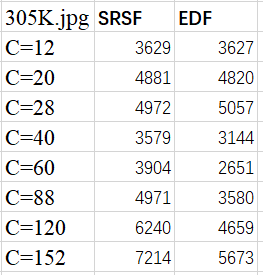 305K.jpg SRSF EDF
C=12 3629 3627
C=20 4881 4820
C=28 4972 5057
C=40 3579 3144
C=60 3904 2651
C=88 4971 3580
C=120 6240 4659
C=152 7214 5673